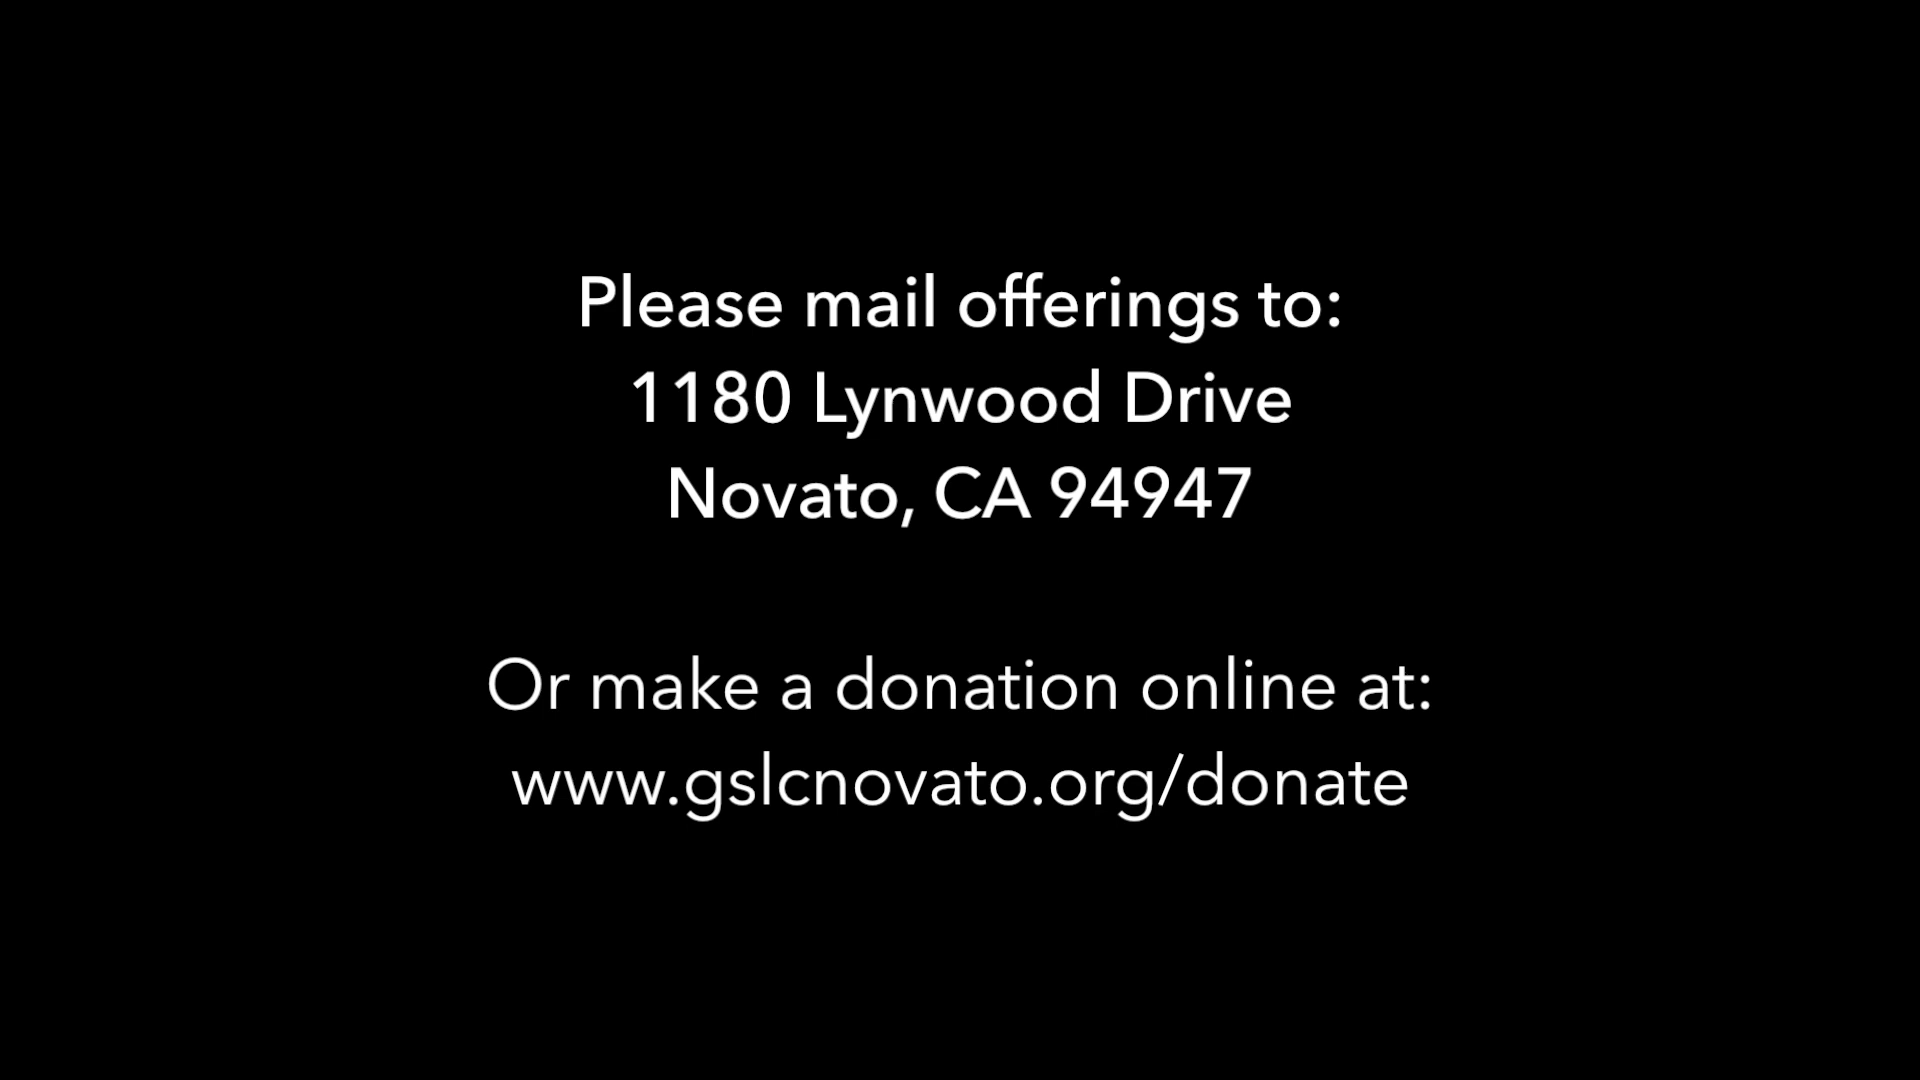 Please mail offerings to:
1180 Lynwood Drive
Novato, CA 94947
Or make a donation online at:
www.gslcnovato.org/donate